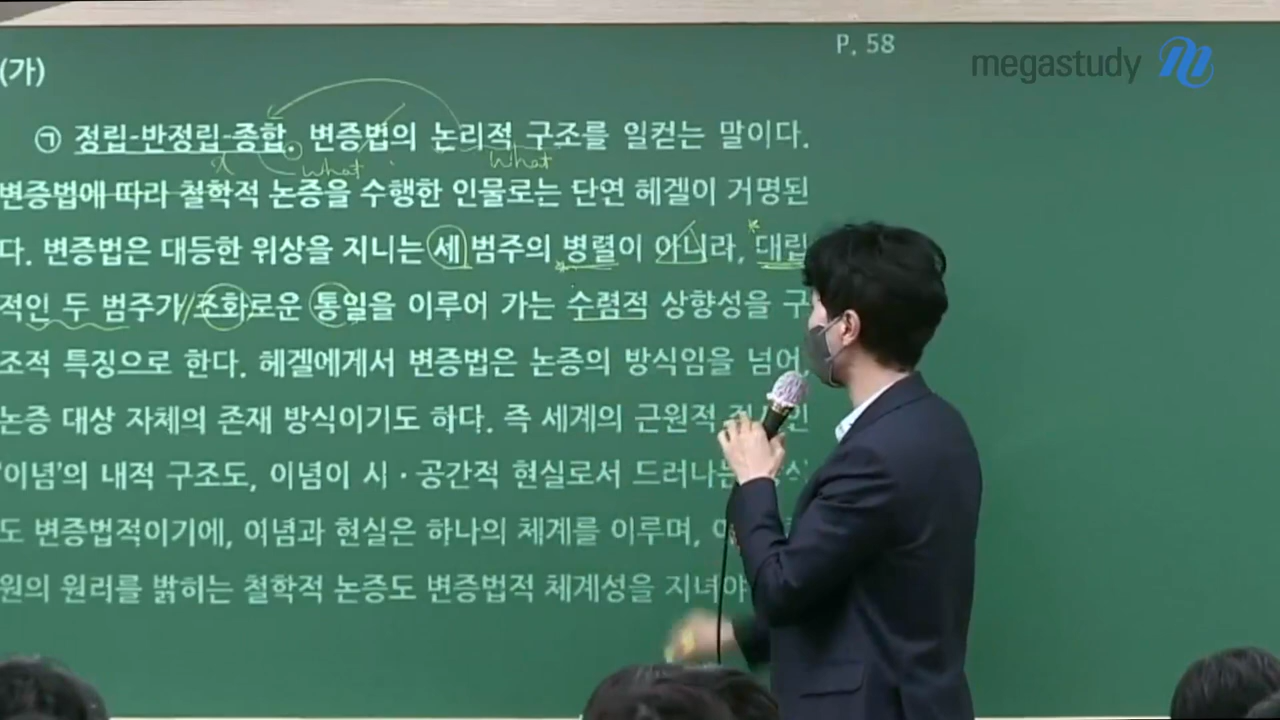 P. 58
megastudy
(가)
㉠ 정립-반정립-종합. 변증법의 논리적 구조를 일컫는 말이다.
what
what
변증법에 따라 철학적 논증을 수행한 인물로는 단연 헤겔이 거명된
다. 변증법은 대등한 위상을 지니는 세 범주의 병렬이 아니라, 대립
적인 두 범주가 조화로운 통일을 이루어 가는 수렴적 상향성을 구
조적 특징으로 한다. 헤겔에게서 변증법은 논증의 방식임을 넘어,
논증 대상 자체의 존재 방식이기도 하다. 즉 세계의 근원적
'이념'의 내적 구조도, 이념이 시·공간적 현실로서 드러나는
도 변증법적이기에, 이념과 현실은 하나의 체계를 이루며,
원의 원리를 밝히는 철학적 논증도 변증법적 체계성을 지녀야